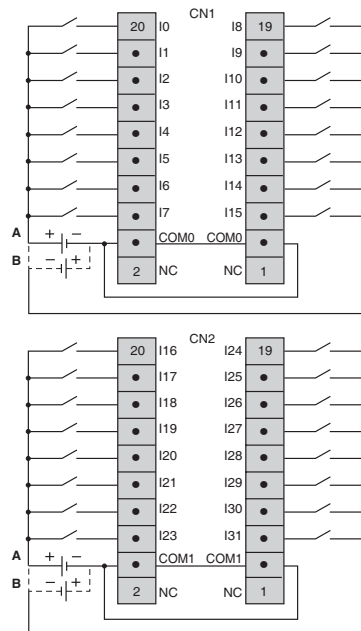 CN1
20 I0 I8 19
I1 I9
I2 I10
I3 I11
I4 I12
I5 I13
I6 I14
I7 I15
A + − COM0 COM0
B − + 2 NC NC 1
CN2
20 I16 I24 19
I17 I25
I18 I26
I19 I27
I20 I28
I21 I29
I22 I30
I23 I31
A + − COM1 COM1
B − + 2 NC NC 1